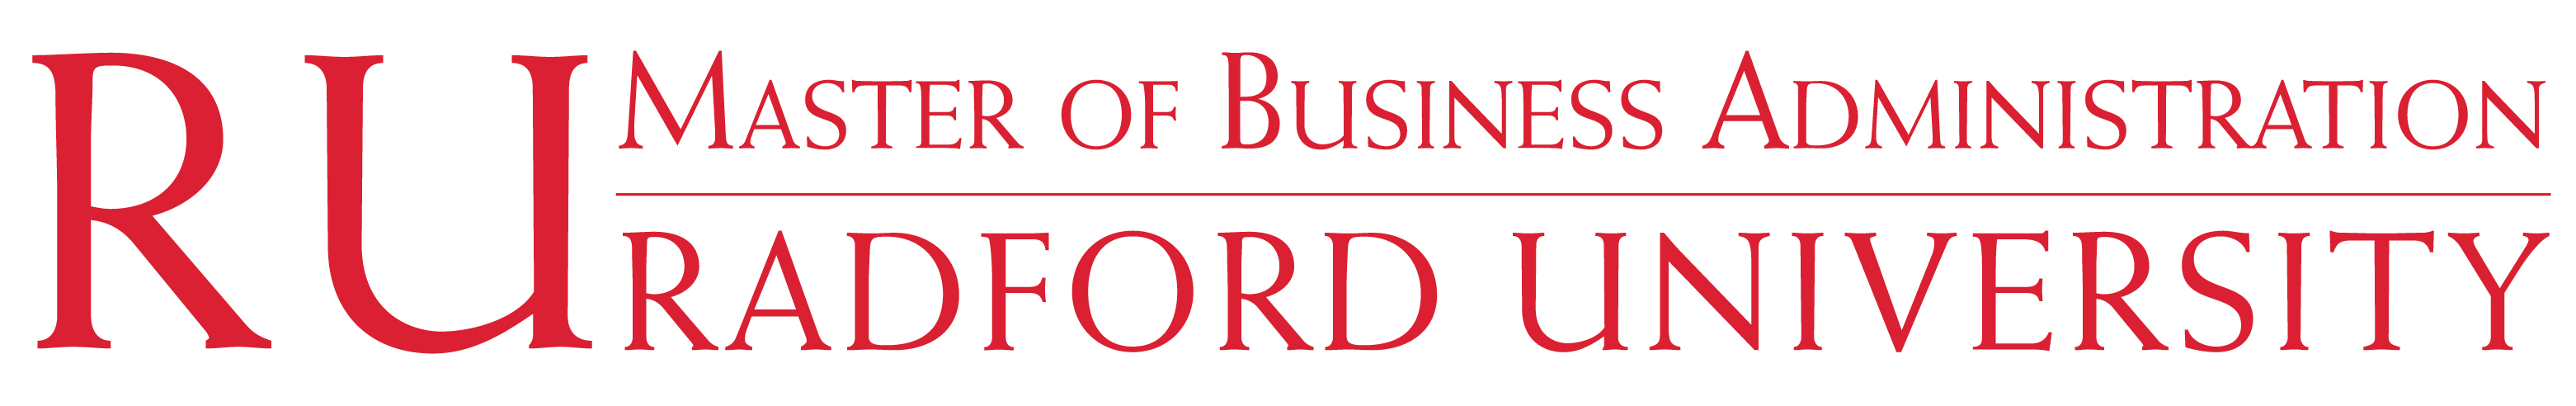 RU
Master of Business Administration
RADFORD UNIVERSITY